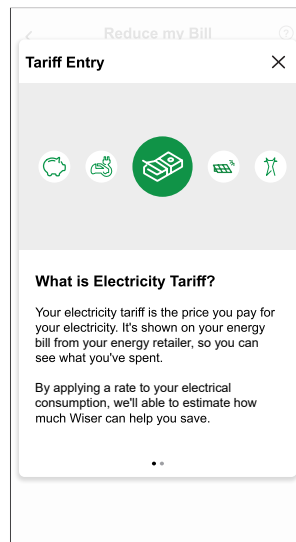 Reduce my Bill
Tariff Entry
What is Electricity Tariff?
Your electricity tariff is the price you pay for
your electricity. It's shown on your energy
bill from your energy retailer, so you can
see what you've spent.
By applying a rate to your electrical
consumption, we'll able to estimate how
much Wiser can help you save.